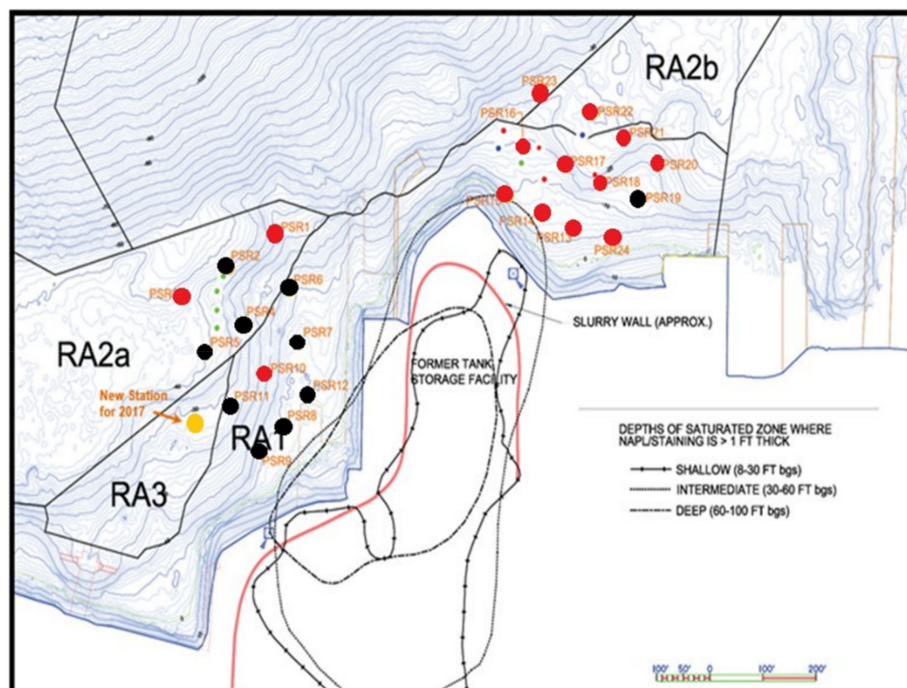 RA2b
PSR23
PSR22
PSR16
PSR21
PSR17
PSR20
PSR18
PSR19
PSR14
PSR13
PSR24
PSR1
PSR2
PSR6
PSR4
PSR7
PSR5
RA2a
PSR10
PSR12
New Station
for 2017
PSR11
PSR8
RA1
PSR9
RA3
SLURRY WALL (APPROX.)
FORMER TANK
STORAGE FACILITY
DEPTHS OF SATURATED ZONE WHERE
NAPL/STAINING IS > 1 FT THICK
SHALLOW (8-30 FT bgs)
INTERMEDIATE (30-60 FT bgs)
DEEP (60-100 FT bgs)
100' 50' 0 100' 200'